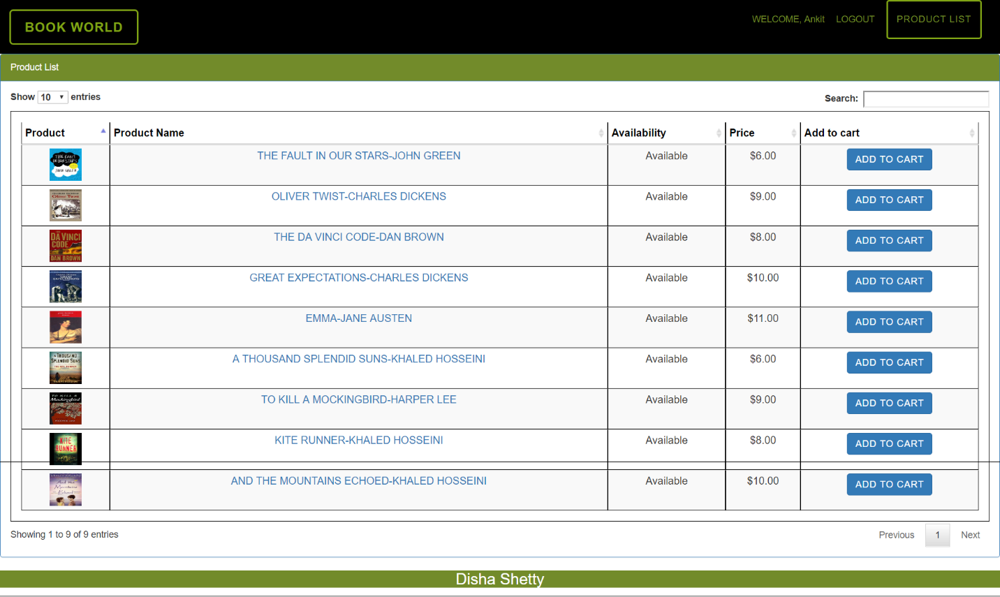 BOOK WORLD
WELCOME, Ankit LOGOUT PRODUCT LIST
Product List
Show 10 entries Search:
Product Product Name Availability Price Add to cart
THE FAULT IN OUR STARS JOHN GREEN THE FAULT IN OUR STARS-JOHN GREEN Available $6.00 ADD TO CART
Oliver Twist OLIVER TWIST-CHARLES DICKENS Available $9.00 ADD TO CART
DA VINCI CODE DAN BROWN THE DA VINCI CODE-DAN BROWN Available $8.00 ADD TO CART
GREAT EXPECTATIONS GREAT EXPECTATIONS-CHARLES DICKENS Available $10.00 ADD TO CART
EMMA-JANE AUSTEN Available $11.00 ADD TO CART
A THOUSAND SPLENDID SUNS A THOUSAND SPLENDID SUNS-KHALED HOSSEINI Available $6.00 ADD TO CART
TO KILL A Mockingbird TO KILL A MOCKINGBIRD-HARPER LEE Available $9.00 ADD TO CART
KITE RUNNER KITE RUNNER-KHALED HOSSEINI Available $8.00 ADD TO CART
And the Mountains Echoed AND THE MOUNTAINS ECHOED-KHALED HOSSEINI Available $10.00 ADD TO CART
Showing 1 to 9 of 9 entries Previous 1 Next
Disha Shetty